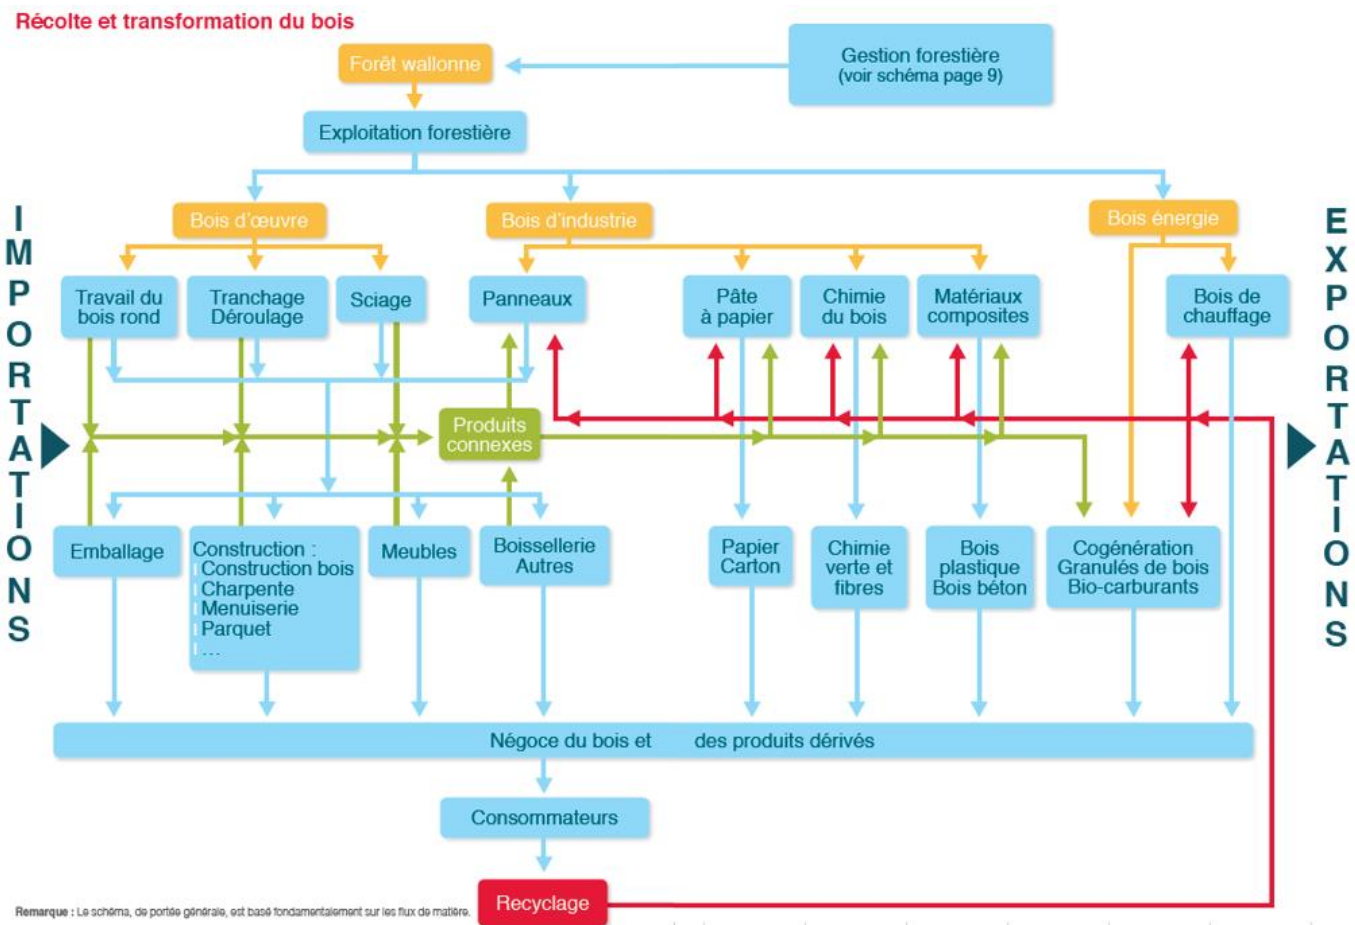 Récolte et transformation du bois
Forêt wallonne
Gestion forestière
(voir schéma page 9)
Exploitation forestière
IMPORTATIONS
EXPORTATIONS
Bois d'œuvre
Bois d'industrie
Bois énergie
Travail du
bois rond
Tranchage
Déroulage
Sciage
Panneaux
Pâte
à papier
Chimie
du bois
Matériaux
composites
Bois de
chauffage
Produits
connexes
Emballage
Construction :
Construction bois
Charpente
Menuiserie
Parquet
...
Meubles
Boissellerie
Autres
Papier
Carton
Chimie
verte et
fibres
Bois
plastique
Bois béton
Cogénération
Granulés de bois
Bio-carburants
Négoce du bois et des produits dérivés
Consommateurs
Recyclage
Remarque : Le schéma, de portée générale, est basé fondamentalement sur les flux de matière.